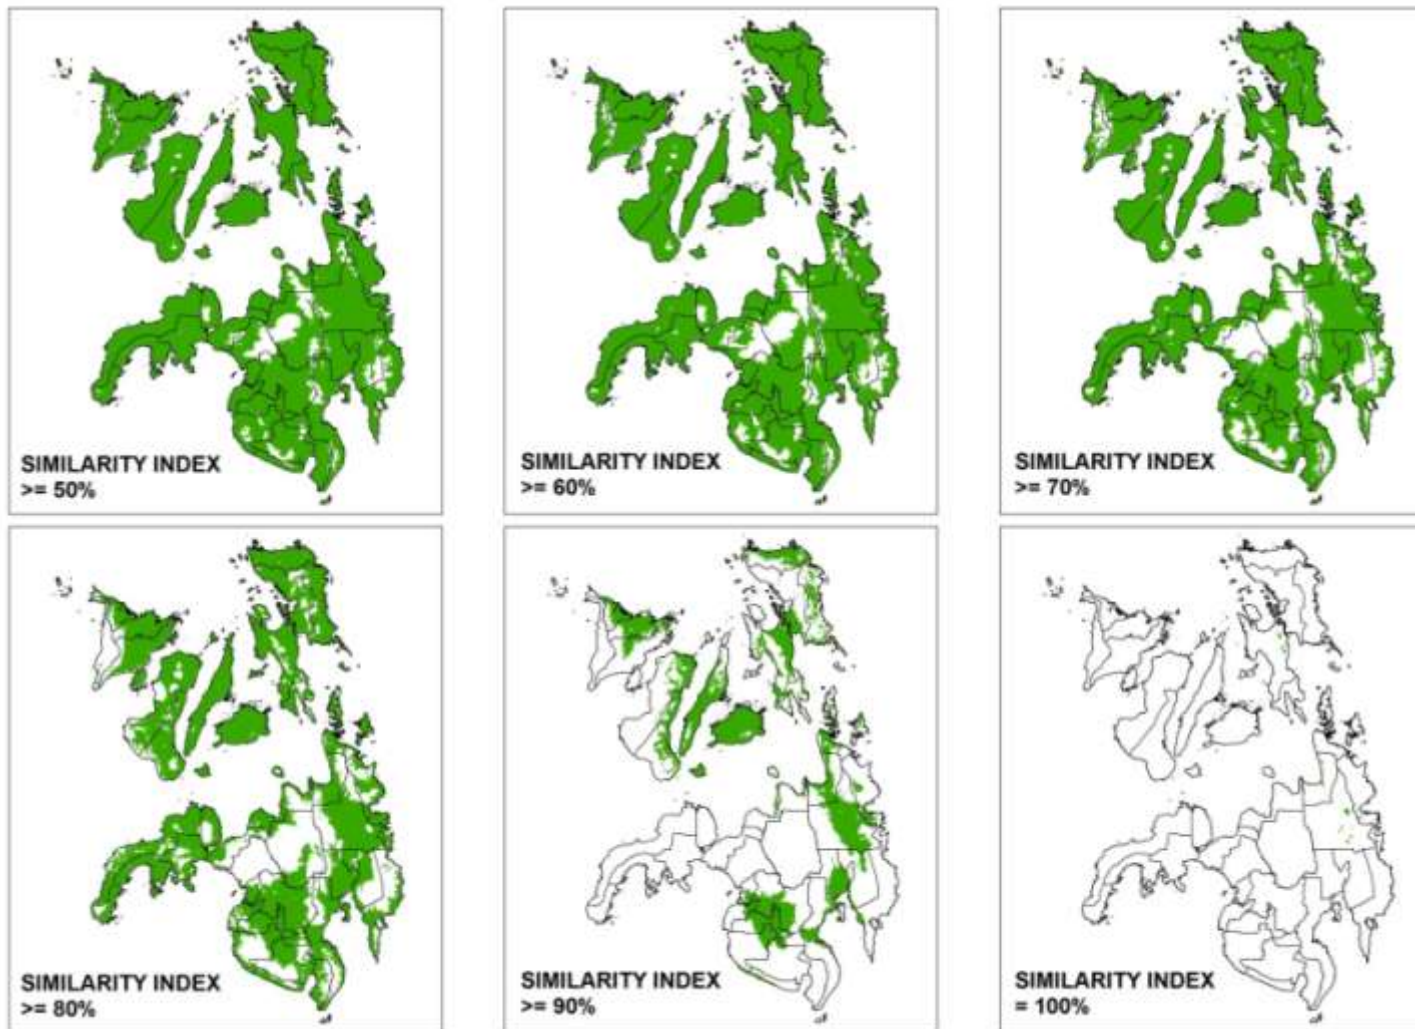 SIMILARITY INDEX
>= 50%
SIMILARITY INDEX
>= 60%
SIMILARITY INDEX
>= 70%
SIMILARITY INDEX
>= 80%
SIMILARITY INDEX
>= 90%
SIMILARITY INDEX
= 100%